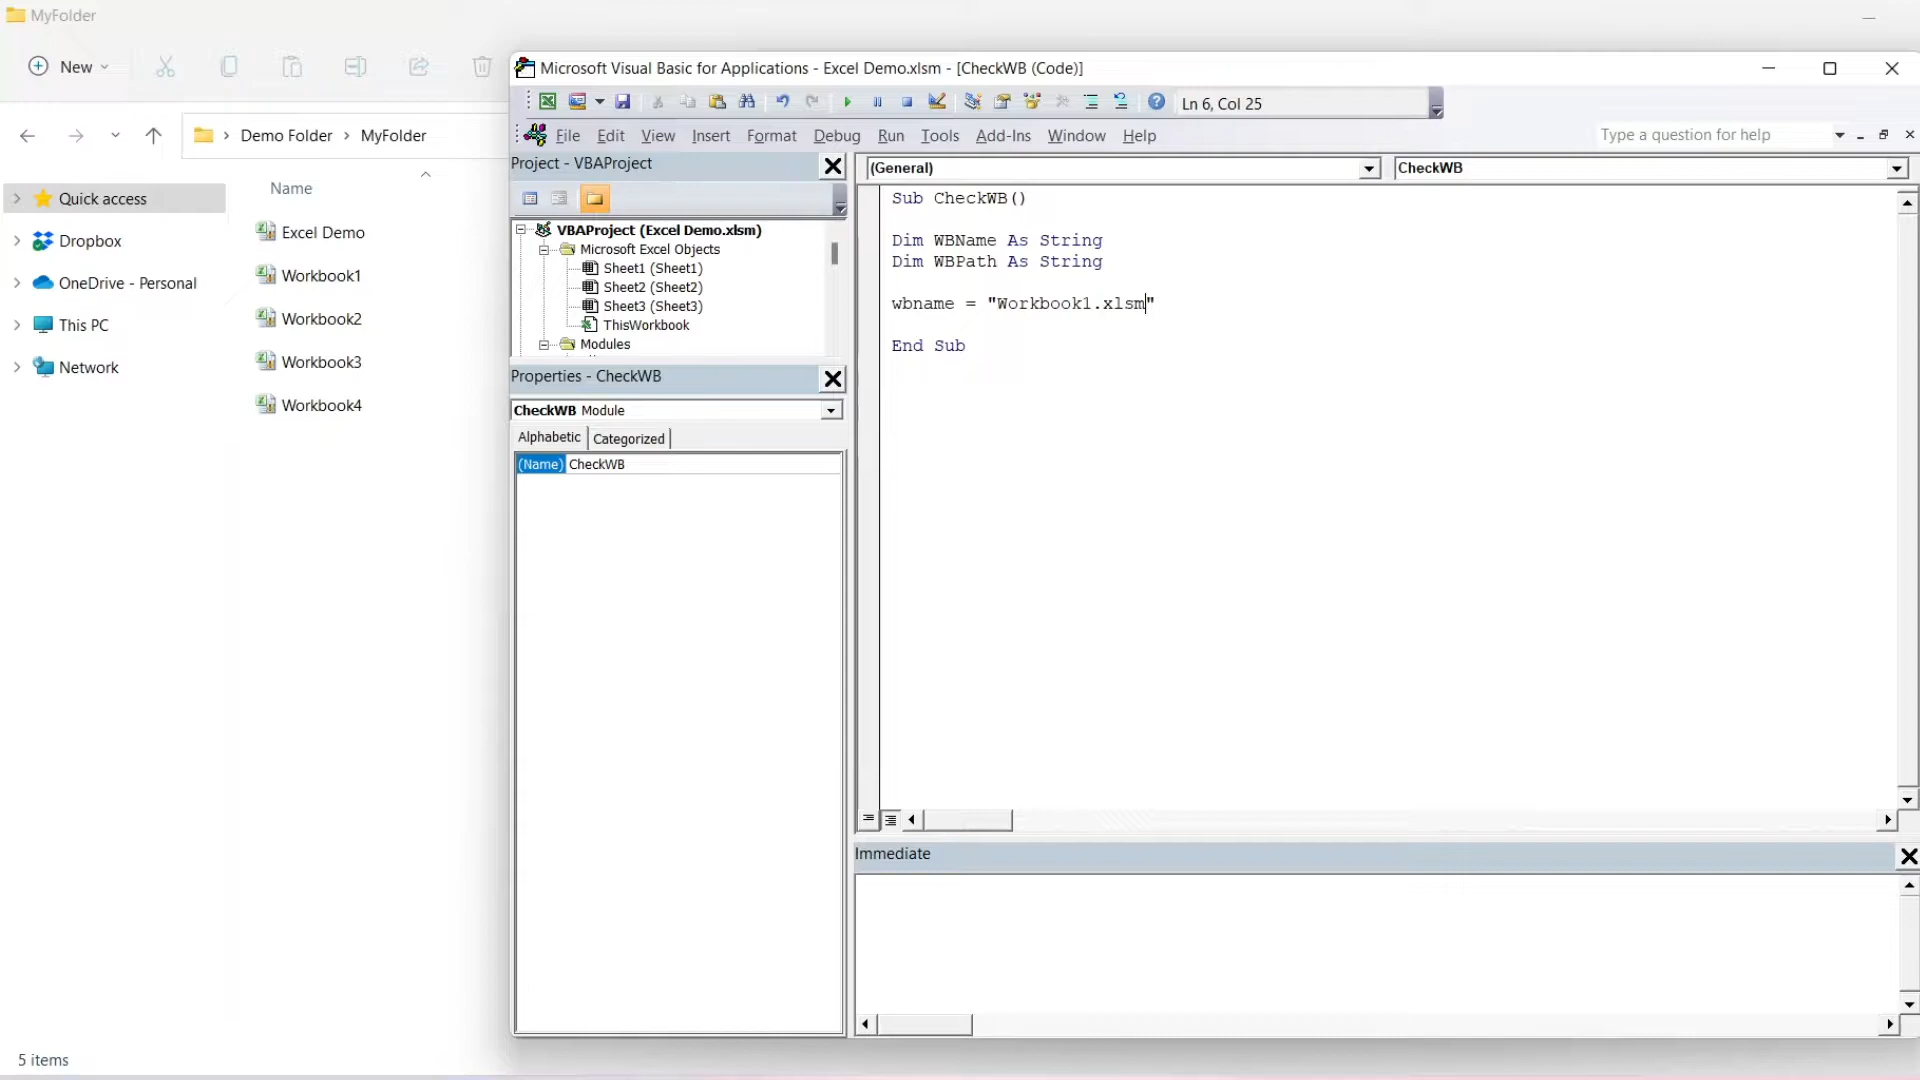 MyFolder
New
Demo Folder > MyFolder
Quick access
Dropbox
OneDrive - Personal
This PC
Network
Name
Excel Demo
Workbook1
Workbook2
Workbook3
Workbook4
5 items
Microsoft Visual Basic for Applications - Excel Demo.xlsm - [CheckWB (Code)]
Ln 6, Col 25
File Edit View Insert Format Debug Run Tools Add-Ins Window Help
Type a question for help
Project - VBAProject
VBAProject (Excel Demo.xlsm)
Microsoft Excel Objects
Sheet1 (Sheet1)
Sheet2 (Sheet2)
Sheet3 (Sheet3)
ThisWorkbook
Modules
Properties - CheckWB
CheckWB Module
Alphabetic Categorized
(Name) CheckWB
(General)
CheckWB
Sub CheckWB()
Dim WBName As String
Dim WBPath As String
wbname = "Workbook1.xlsm"
End Sub
Immediate